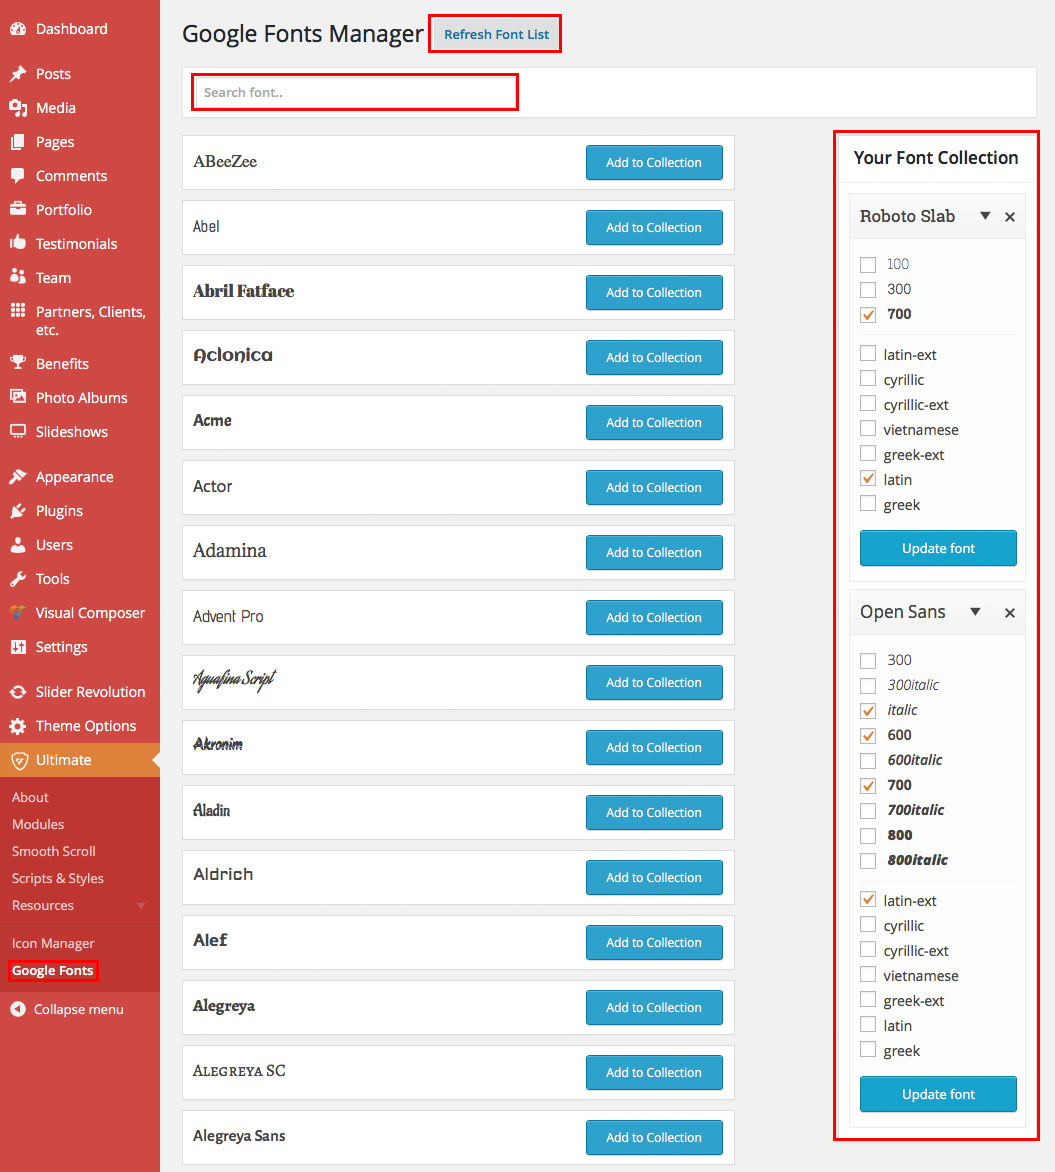 Dashboard
Posts
Media
Pages
Comments
Portfolio
Testimonials
Team
Partners, Clients,
etc.
Benefits
Photo Albums
Slideshows
Appearance
Plugins
Users
Tools
Visual Composer
Settings
Slider Revolution
Theme Options
Ultimate
About
Modules
Smooth Scroll
Scripts & Styles
Resources
Icon Manager
Google Fonts
Collapse menu
Google Fonts Manager
Refresh Font List
Search font..
ABeeZee
Add to Collection
Abel
Add to Collection
Abril Fatface
Add to Collection
Aclonica
Add to Collection
Acme
Add to Collection
Actor
Add to Collection
Adamina
Add to Collection
Advent Pro
Add to Collection
Aguafina Script
Add to Collection
Akronim
Add to Collection
Aladin
Add to Collection
Aldrich
Add to Collection
Alef
Add to Collection
Alegreya
Add to Collection
Alegreya SC
Add to Collection
Alegreya Sans
Add to Collection
Your Font Collection
Roboto Slab
100
300
700
latin-ext
cyrillic
cyrillic-ext
vietnamese
greek-ext
latin
greek
Update font
Open Sans
300
300italic
italic
600
600italic
700
700italic
800
800italic
latin-ext
cyrillic
cyrillic-ext
vietnamese
greek-ext
latin
greek
Update font